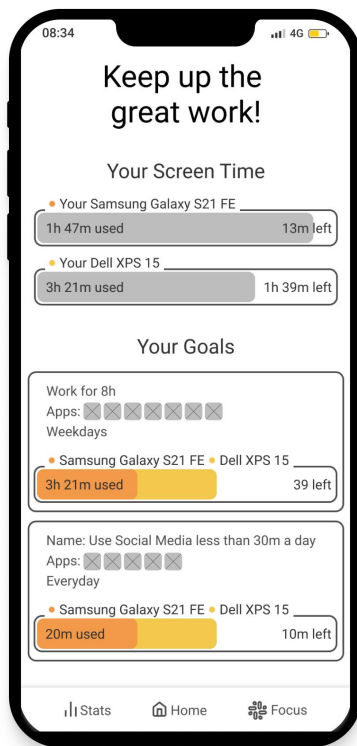 08:34
4G
Keep up the
great work!
Your Screen Time
Your Samsung Galaxy S21 FE
1h 47m used 13m left
Your Dell XPS 15
3h 21m used 1h 39m left
Your Goals
Work for 8h
Apps:
Weekdays
Samsung Galaxy S21 FE Dell XPS 15
3h 21m used 39 left
Name: Use Social Media less than 30m a day
Apps:
Everyday
Samsung Galaxy S21 FE Dell XPS 15
20m used 10m left
Stats Home Focus